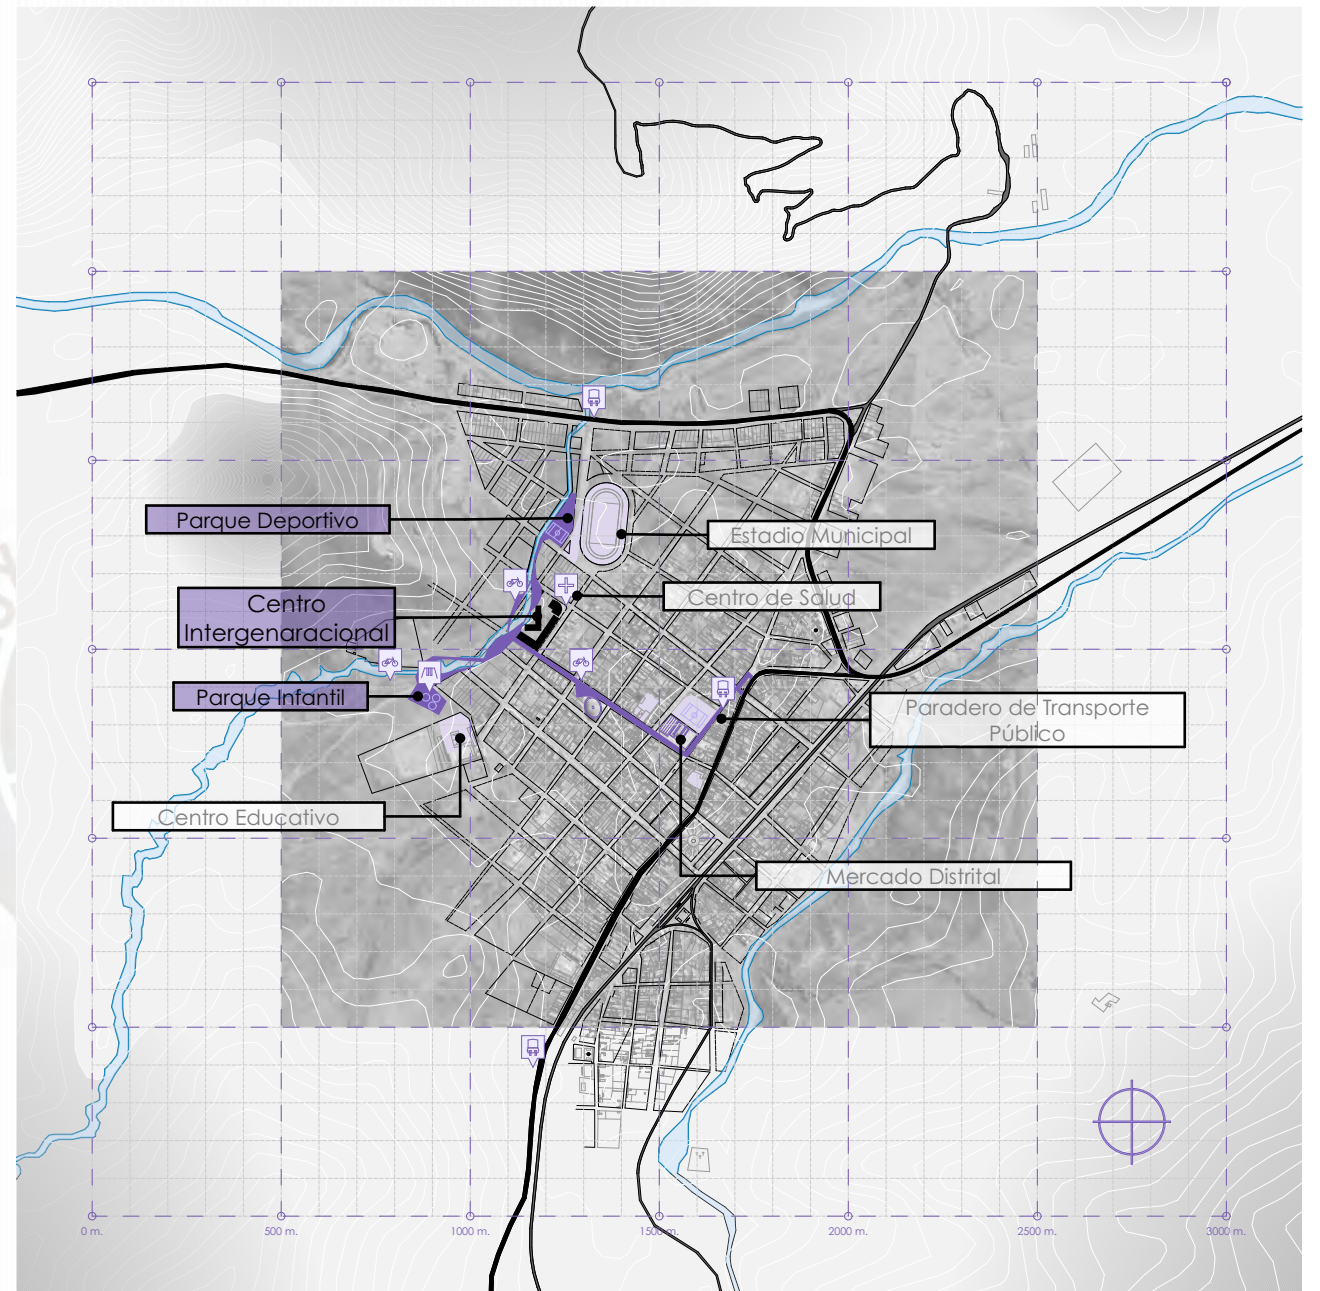 Parque Deportivo
Estadio Municipal
Centro de Salud
Centro
Intergenaracional
Parque Infantil
Paradero de Transporte
Público
Centro Educativo
Mercado Distrital
0 m.
500 m.
1000 m.
1500 m.
2000 m.
2500 m.
3000 m.